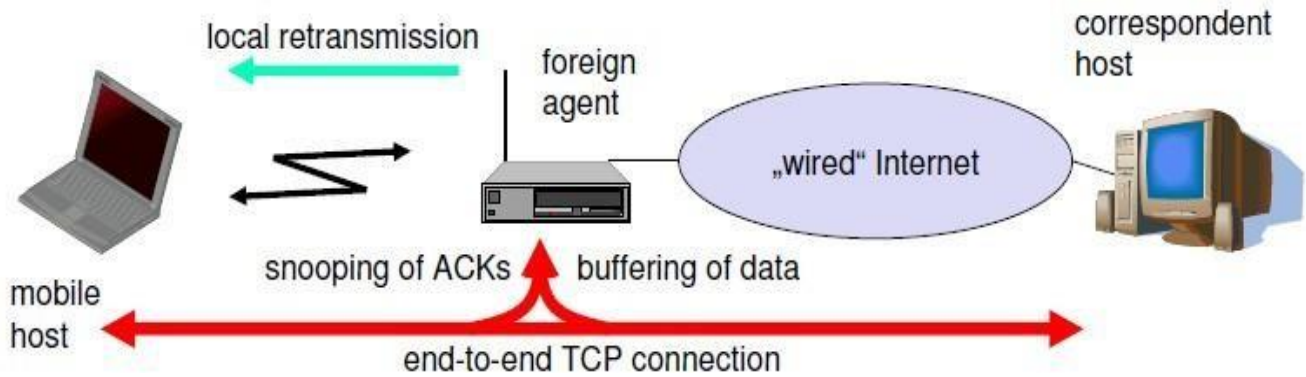 local retransmission
foreign
agent
correspondent
host
„wired“ Internet
snooping of ACKs
buffering of data
mobile
host
end-to-end TCP connection